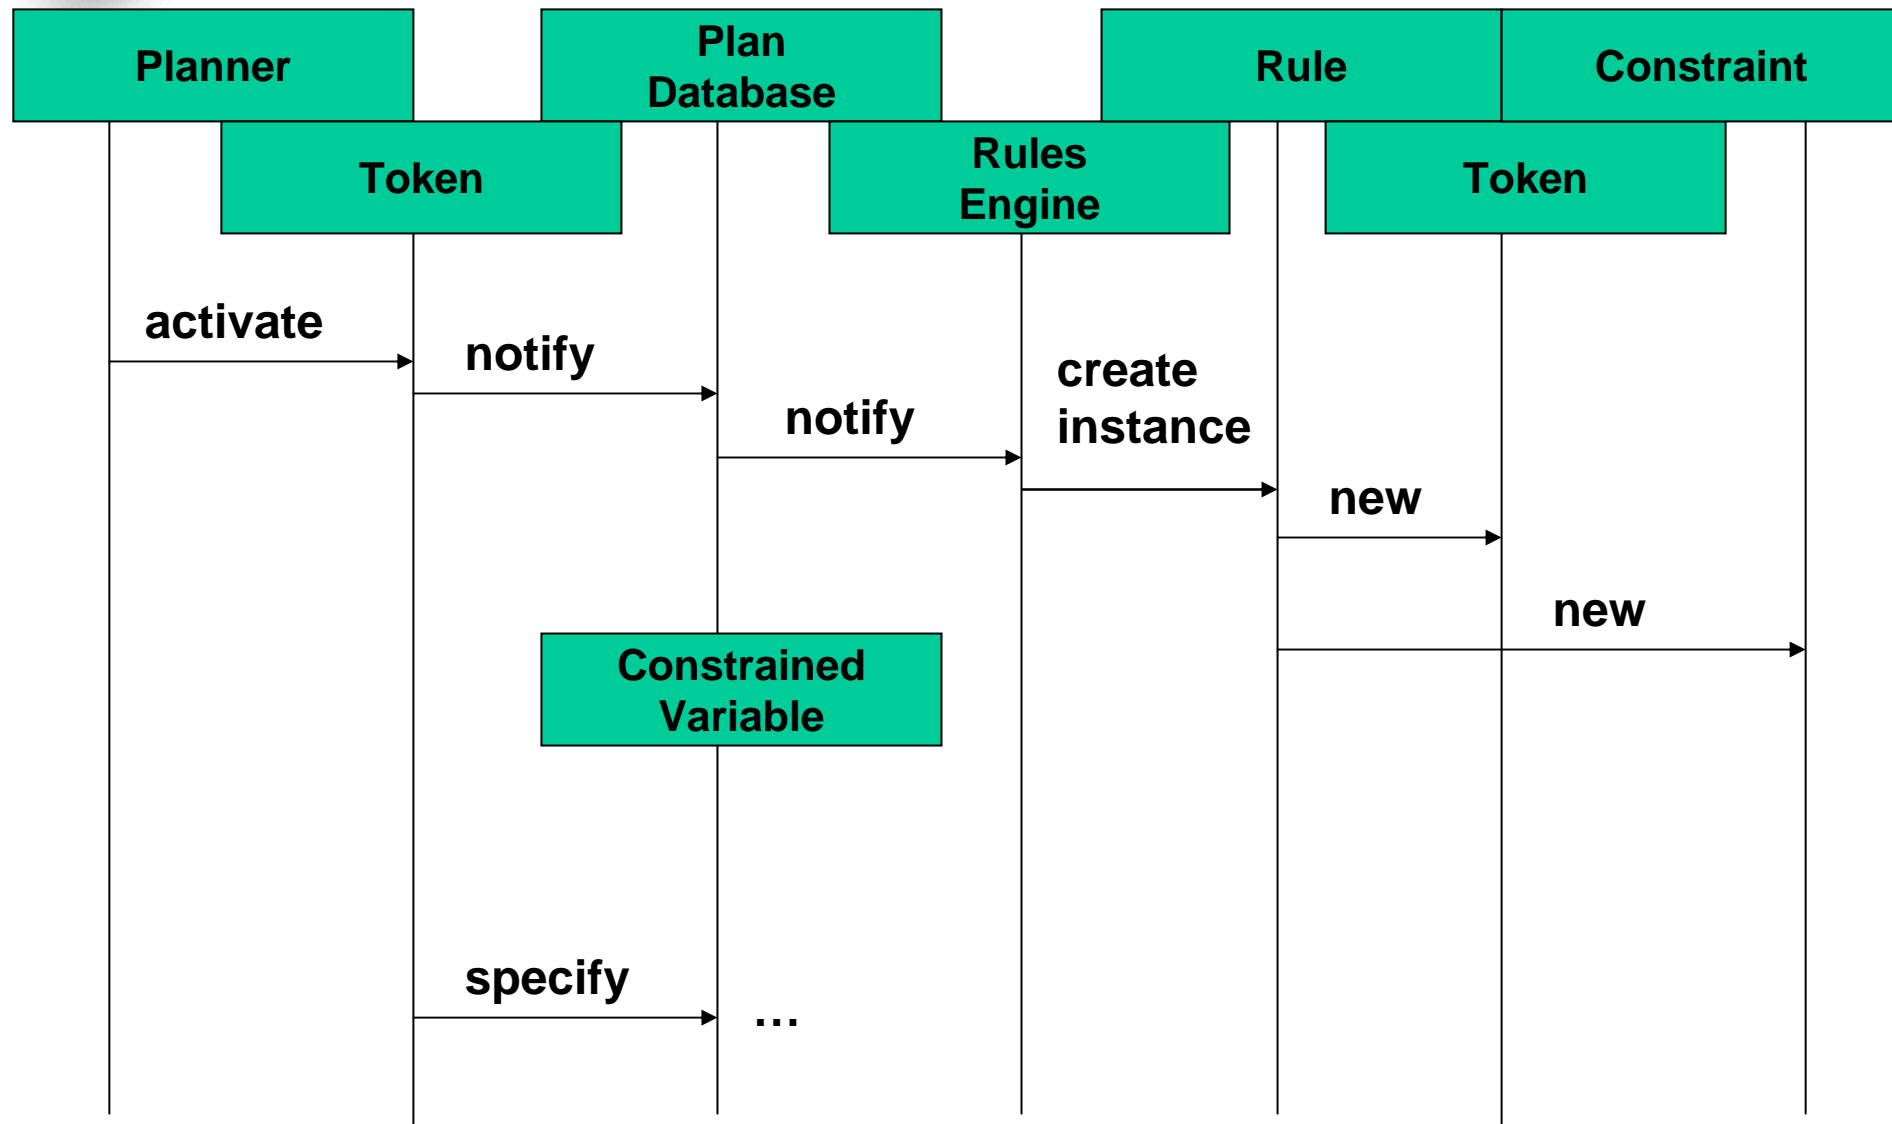 Planner
Plan
Database
Rule
Constraint
Token
Rules
Engine
Token
activate
notify
notify
create
instance
new
new
Constrained
Variable
specify
...